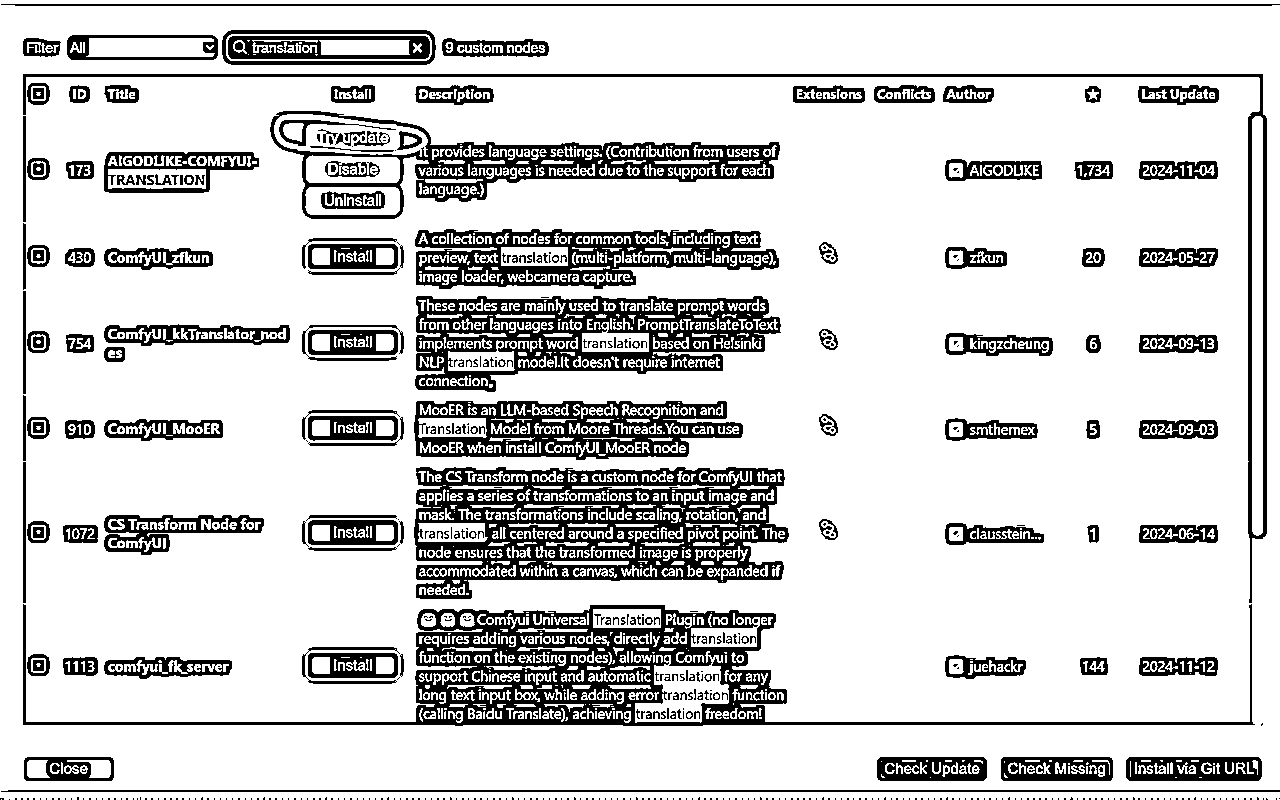 Filter All translation 9 custom nodes
ID Title Install Description Extensions Conflicts Author ★ Last Update
173
AIGODLIKE-COMFYUI-
TRANSLATION
Try update
Disable
Uninstall
It provides language settings. (Contribution from users of
various languages is needed due to the support for each
language.)
AIGODLIKE
1,734
2024-11-04
430
ComfyUI_zfkun
Install
A collection of nodes for common tools, including text
preview, text translation (multi-platform, multi-language),
image loader, webcamera capture.
zfkun
20
2024-05-27
754
ComfyUI_kkTranslator_nod
es
Install
These nodes are mainly used to translate prompt words
from other languages into English. PromptTranslateToText
implements prompt word translation based on Helsinki
NLP translation model.It doesn't require internet
connection。
kingzcheung
6
2024-09-13
910
ComfyUI_MooER
Install
MooER is an LLM-based Speech Recognition and
Translation Model from Moore Threads.You can use
MooER when install ComfyUI_MooER node
smthemex
5
2024-09-03
1072
CS Transform Node for
ComfyUI
Install
The CS Transform node is a custom node for ComfyUI that
applies a series of transformations to an input image and
mask. The transformations include scaling, rotation, and
translation, all centered around a specified pivot point. The
node ensures that the transformed image is properly
accommodated within a canvas, which can be expanded if
needed.
clausstein...
1
2024-06-14
1113
comfyui_fk_server
Install
Comfyui Universal Translation Plugin (no longer
requires adding various nodes, directly add translation
function on the existing nodes), allowing Comfyui to
support Chinese input and automatic translation for any
long text input box, while adding error translation function
(calling Baidu Translate), achieving translation freedom!
juehackr
144
2024-11-12
Close Check Update Check Missing Install via Git URL